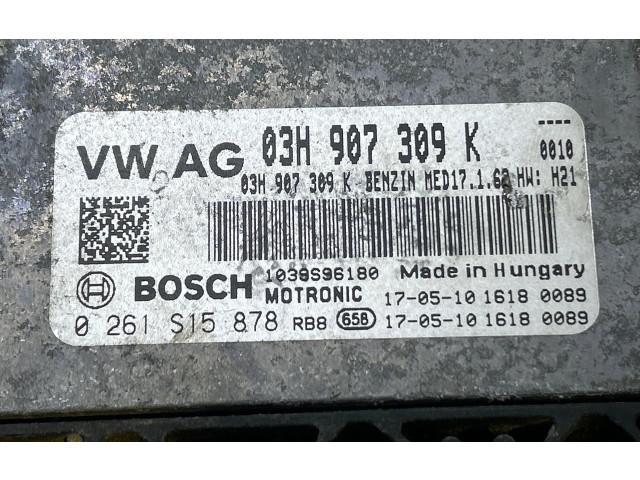 VW AG 03H 907 309 K ----
0010
03H 907 309 K BENZIN MED17.1.62 HW: H21
BOSCH 1039S96180 Made in Hungary
MOTRONIC 17-05-10 1618 0089
0 261 S15 878 RB8 658 17-05-10 1618 0089